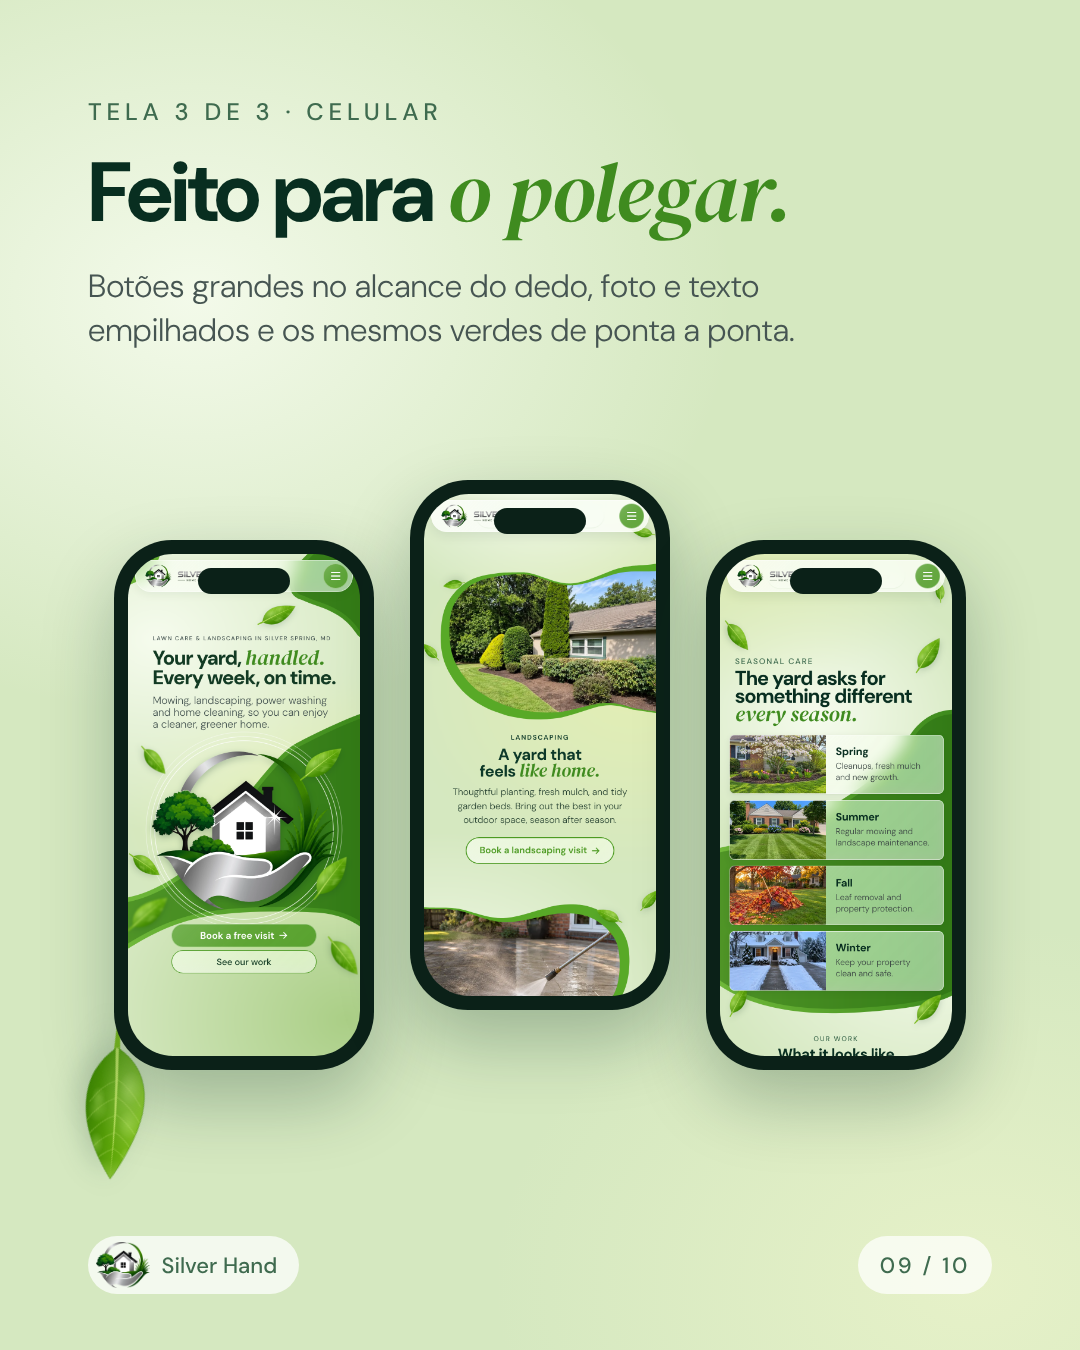 TELA 3 DE 3 · CELULAR
Feito para o polegar.
Botões grandes no alcance do dedo, foto e texto
empilhados e os mesmos verdes de ponta a ponta.
LAWN CARE & LANDSCAPING IN SILVER SPRING, MD
Your yard, handled.
Every week, on time.
Mowing, landscaping, power washing
and home cleaning, so you can enjoy
a cleaner, greener home.
Book a free visit →
See our work
LANDSCAPING
A yard that
feels like home.
Thoughtful planting, fresh mulch, and tidy
garden beds. Bring out the best in your
outdoor space, season after season.
Book a landscaping visit →
SEASONAL CARE
The yard asks for
something different
every season.
Spring
Cleanups, fresh mulch
and new growth.
Summer
Regular mowing and
landscape maintenance.
Fall
Leaf removal and
property protection.
Winter
Keep your property
clean and safe.
OUR WORK
What it looks like
Silver Hand
09 / 10